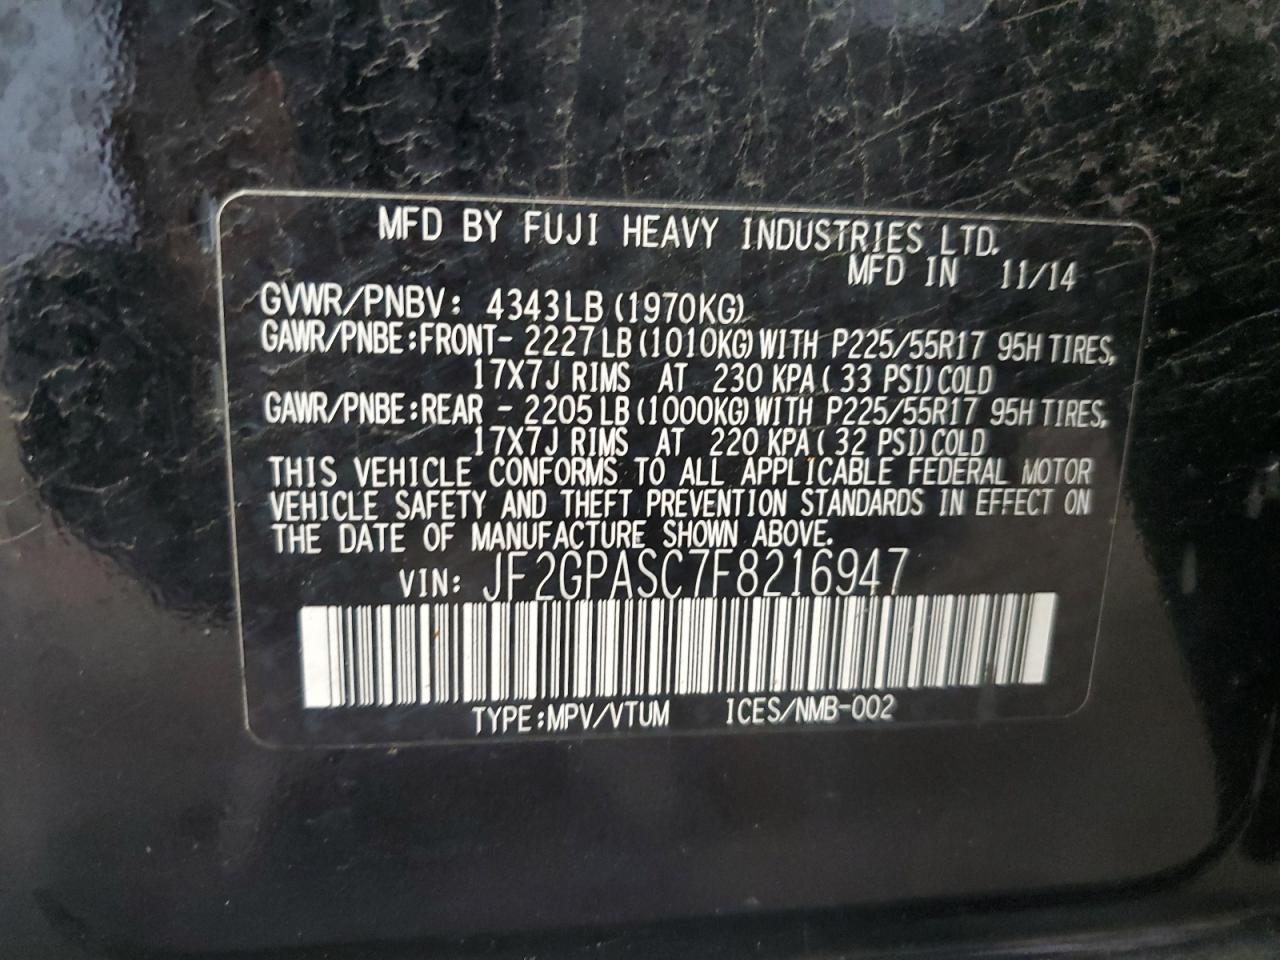 MFD BY FUJI HEAVY INDUSTRIES LTD.
MFD IN 11/14
GVWR/PNBV: 4343LB (1970KG)
GAWR/PNBE:FRONT- 2227LB (1010KG) WITH P225/55R17 95H TIRES,
17X7J RIMS AT 230 KPA ( 33 PSI) COLD
GAWR/PNBE:REAR - 2205LB (1000KG) WITH P225/55R17 95H TIRES,
17X7J RIMS AT 220 KPA ( 32 PSI) COLD
THIS VEHICLE CONFORMS TO ALL APPLICABLE FEDERAL MOTOR
VEHICLE SAFETY AND THEFT PREVENTION STANDARDS IN EFFECT ON
THE DATE OF MANUFACTURE SHOWN ABOVE.
VIN: JF2GPASC7F8216947
TYPE:MPV/VTUM ICES/NMB-002